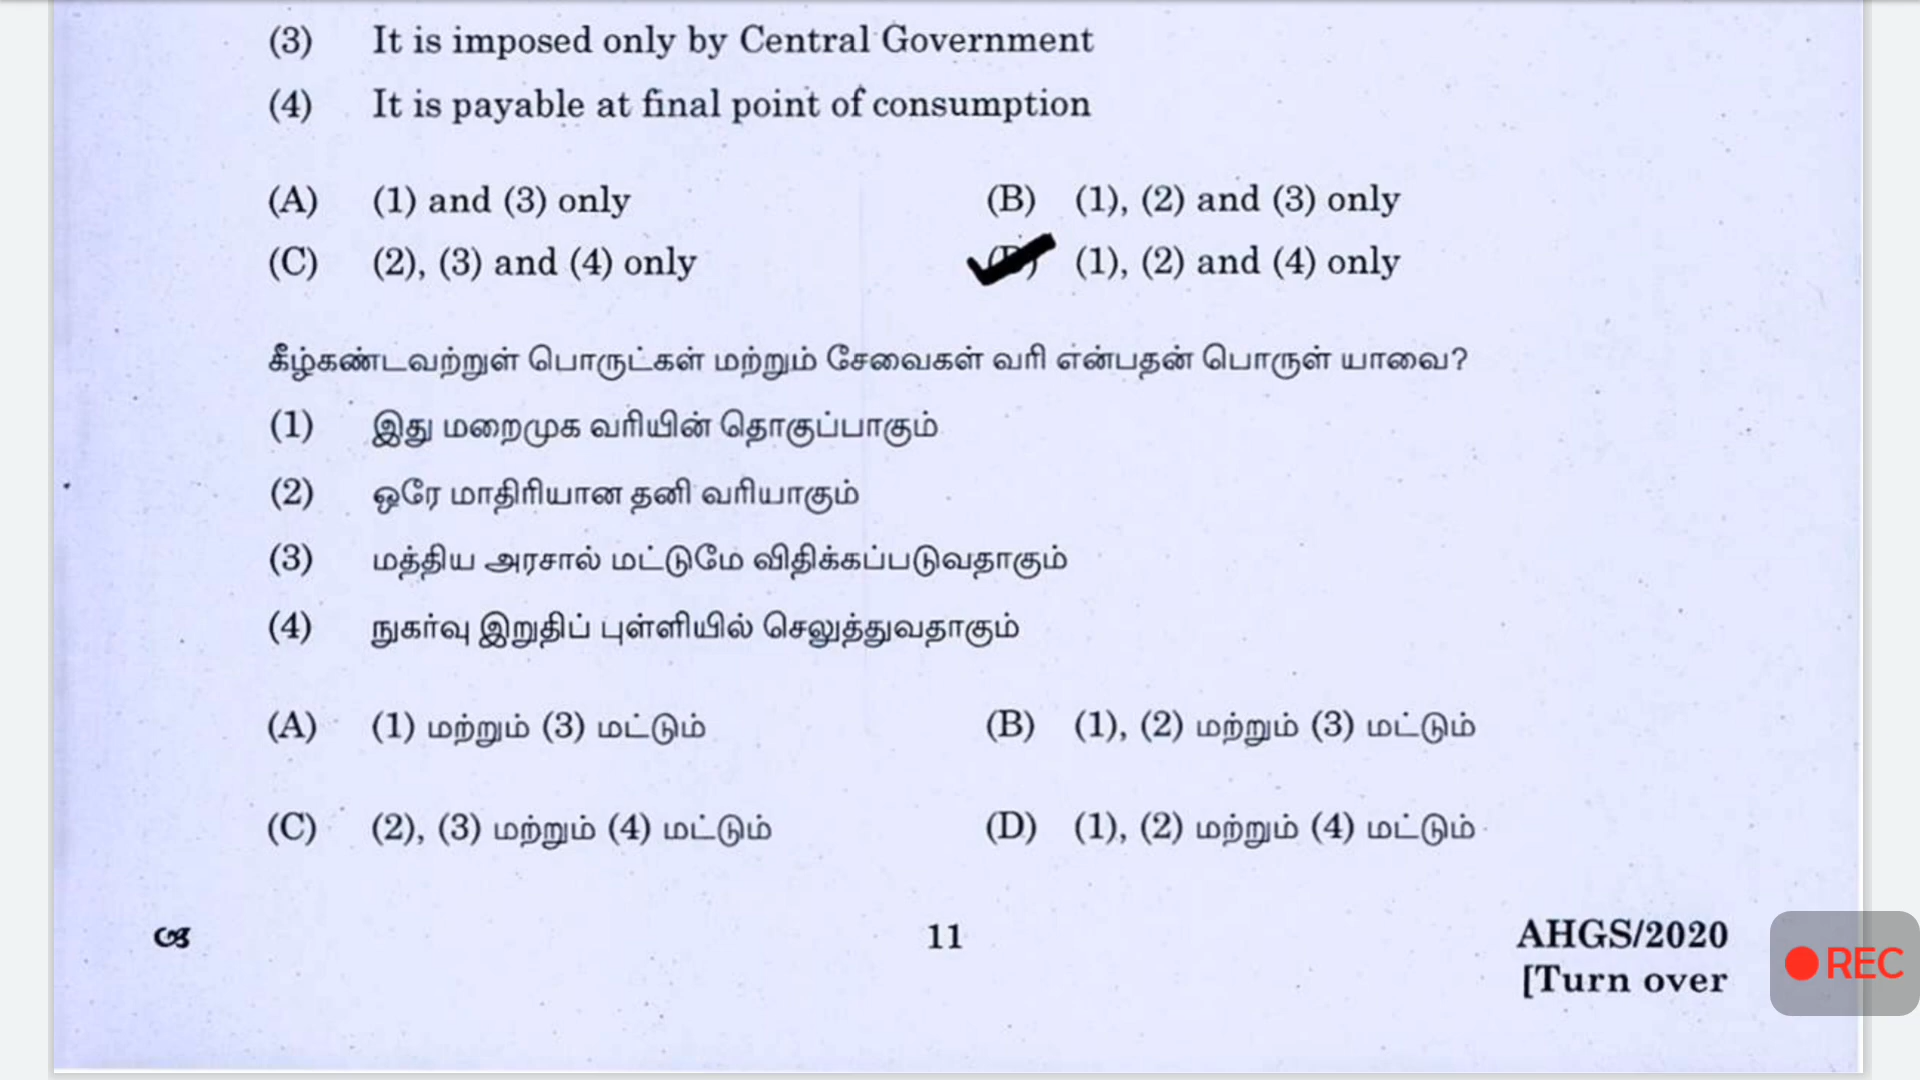 (3) It is imposed only by Central Government
(4) It is payable at final point of consumption
(A) (1) and (3) only (B) (1), (2) and (3) only
(C) (2), (3) and (4) only (D) (1), (2) and (4) only
கீழ்கண்டவற்றுள் பொருட்கள் மற்றும் சேவைகள் வரி என்பதன் பொருள் யாவை?
(1) இது மறைமுக வரியின் தொகுப்பாகும்
(2) ஒரே மாதிரியான தனி வரியாகும்
(3) மத்திய அரசால் மட்டுமே விதிக்கப்படுவதாகும்
(4) நுகர்வு இறுதிப் புள்ளியில் செலுத்துவதாகும்
(A) (1) மற்றும் (3) மட்டும் (B) (1), (2) மற்றும் (3) மட்டும்
(C) (2), (3) மற்றும் (4) மட்டும் (D) (1), (2) மற்றும் (4) மட்டும்
11 AHGS/2020
[Turn over
REC